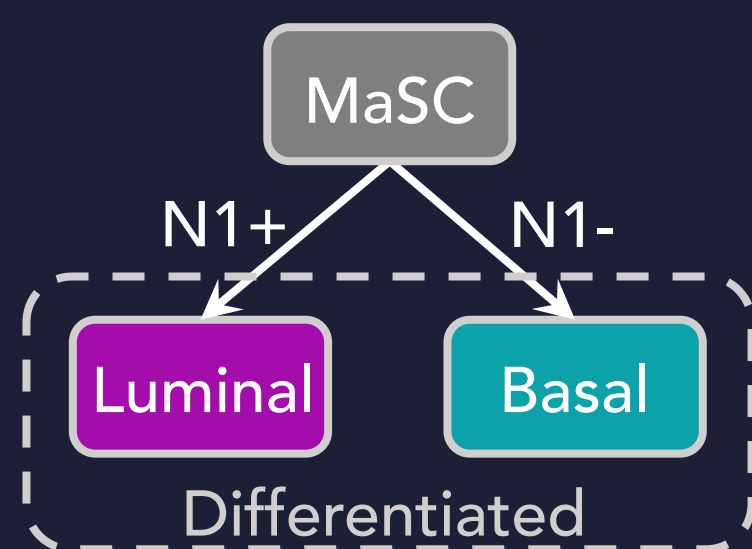 MaSC
N1+ N1-
Luminal Basal
Differentiated